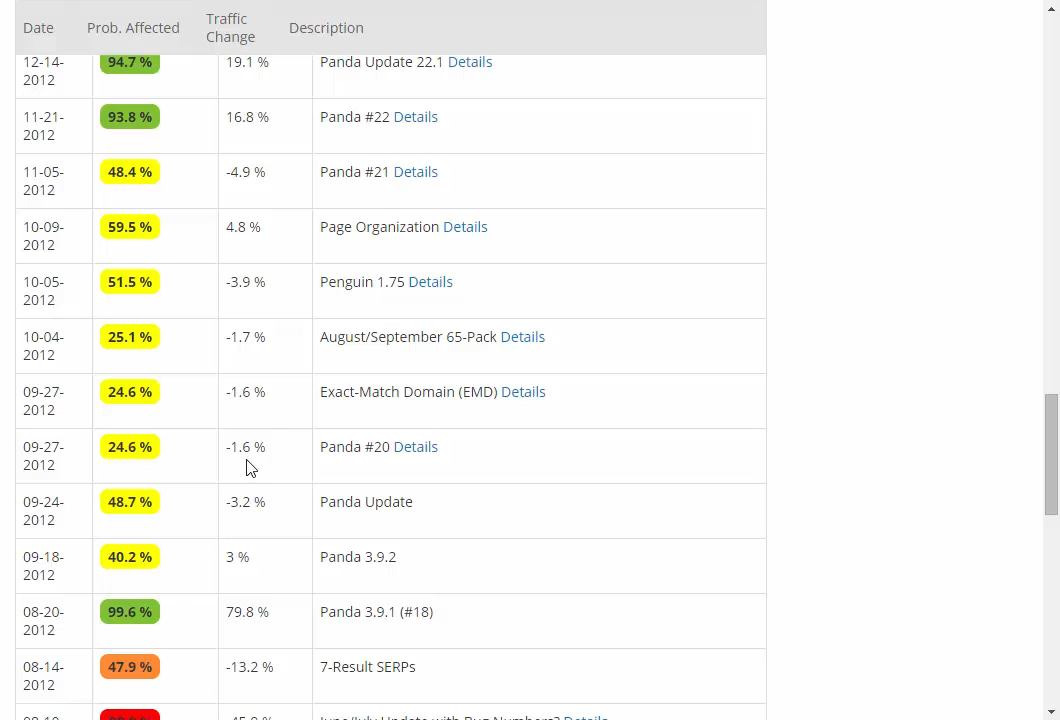 Date Prob. Affected Traffic Change Description
12-14-2012 94.7 % 19.1 % Panda Update 22.1 Details
11-21-2012 93.8 % 16.8 % Panda #22 Details
11-05-2012 48.4 % -4.9 % Panda #21 Details
10-09-2012 59.5 % 4.8 % Page Organization Details
10-05-2012 51.5 % -3.9 % Penguin 1.75 Details
10-04-2012 25.1 % -1.7 % August/September 65-Pack Details
09-27-2012 24.6 % -1.6 % Exact-Match Domain (EMD) Details
09-27-2012 24.6 % -1.6 % Panda #20 Details
09-24-2012 48.7 % -3.2 % Panda Update
09-18-2012 40.2 % 3 % Panda 3.9.2
08-20-2012 99.6 % 79.8 % Panda 3.9.1 (#18)
08-14-2012 47.9 % -13.2 % 7-Result SERPs
June/July Update with Bug Numbers? Details